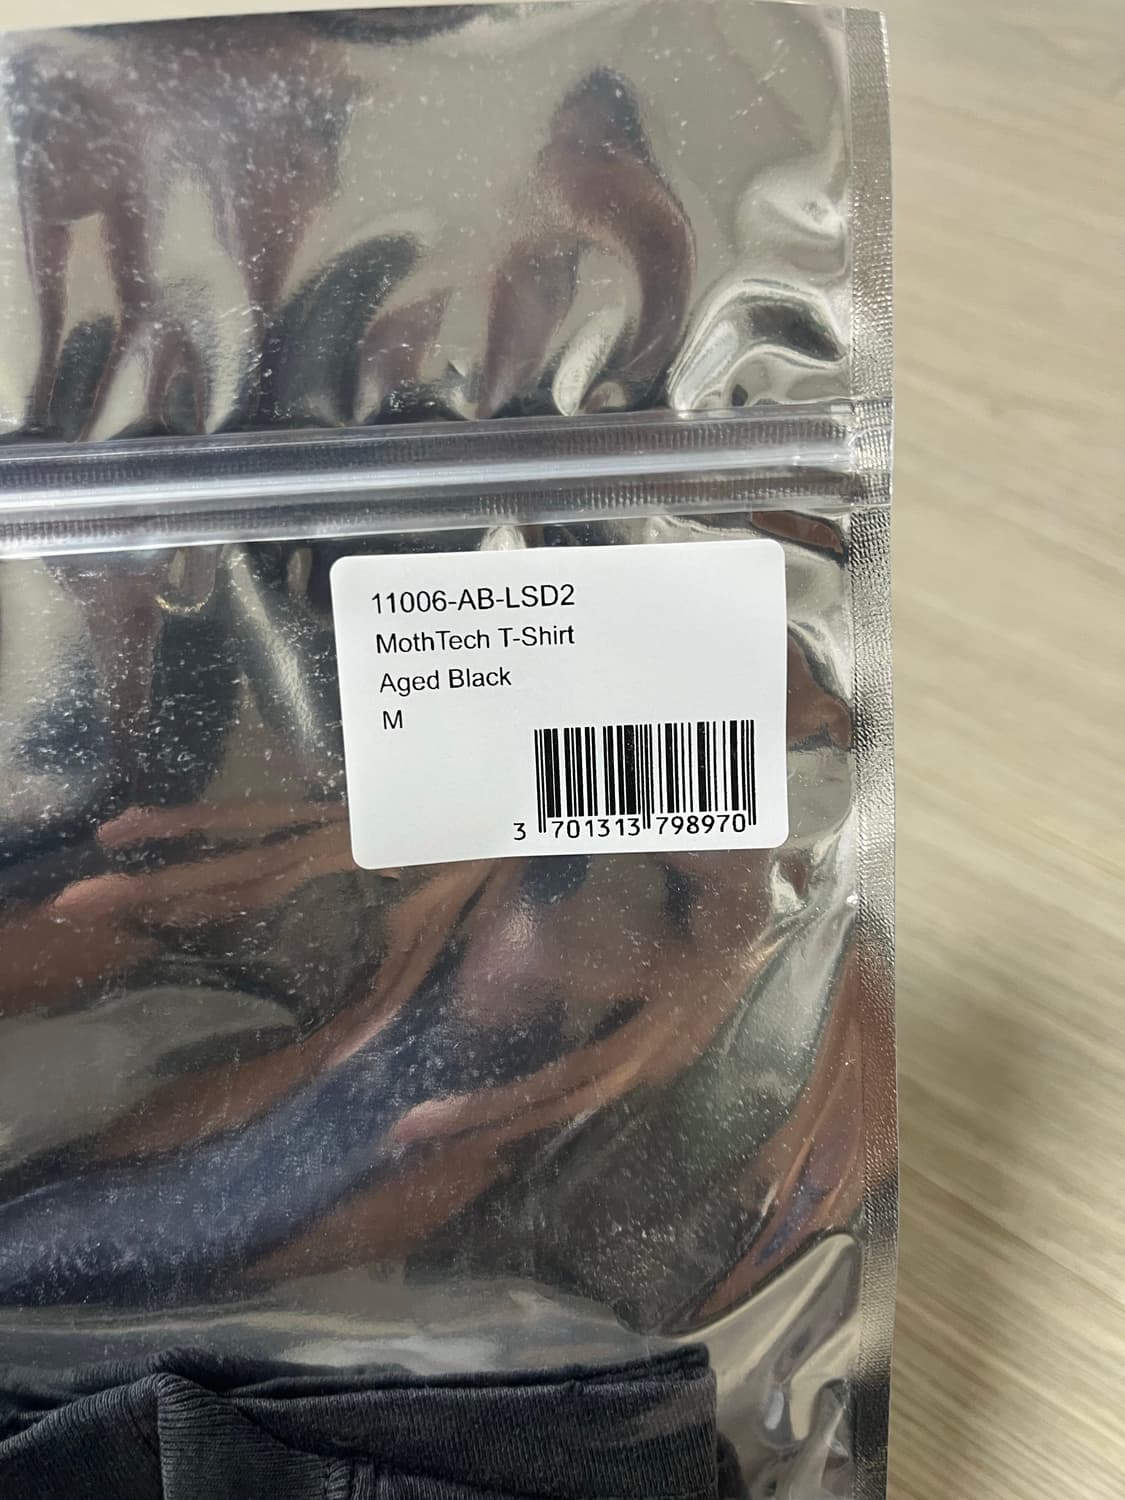 11006-AB-LSD2
MothTech T-Shirt
Aged Black
M
3 701313 798970